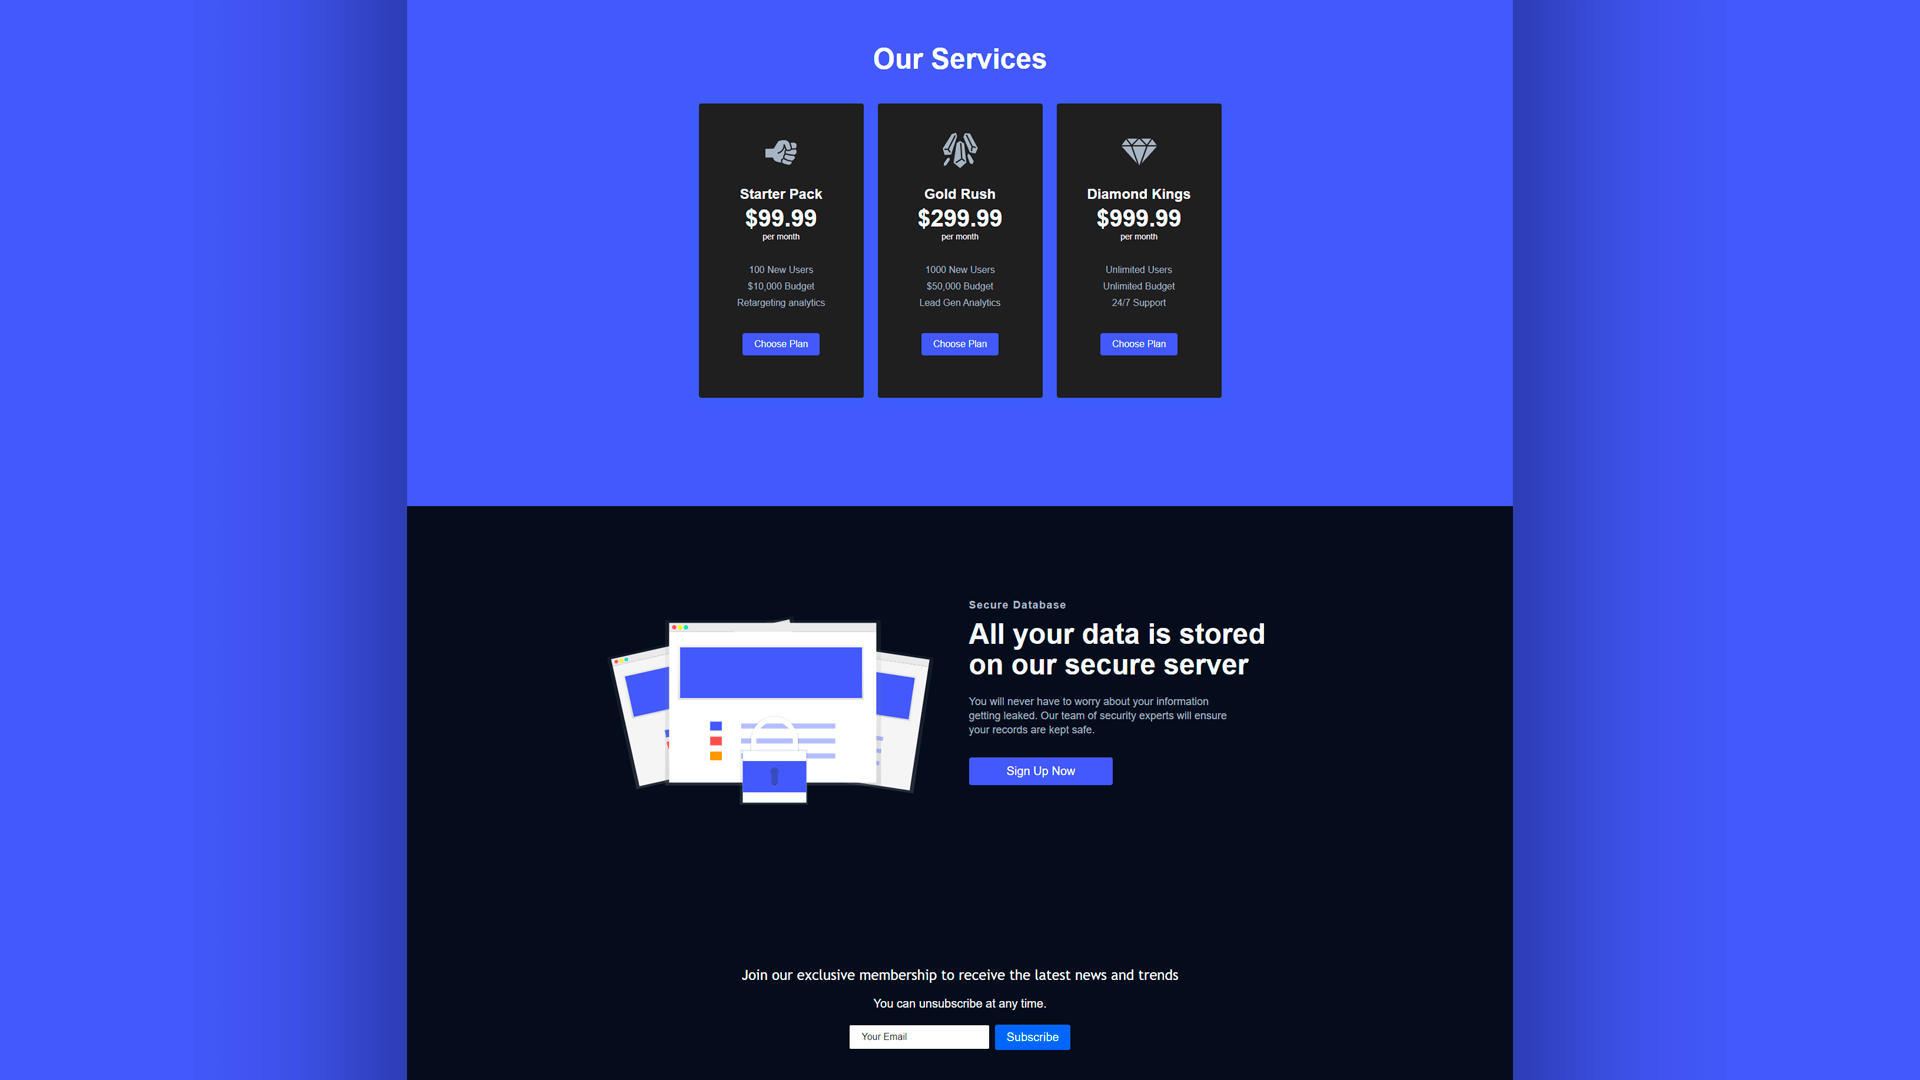 Our Services
Starter Pack
$99.99
per month
100 New Users
$10,000 Budget
Retargeting analytics
Choose Plan
Gold Rush
$299.99
per month
1000 New Users
$50,000 Budget
Lead Gen Analytics
Choose Plan
Diamond Kings
$999.99
per month
Unlimited Users
Unlimited Budget
24/7 Support
Choose Plan
Secure Database
All your data is stored
on our secure server
You will never have to worry about your information
getting leaked. Our team of security experts will ensure
your records are kept safe.
Sign Up Now
Join our exclusive membership to receive the latest news and trends
You can unsubscribe at any time.
Your Email
Subscribe